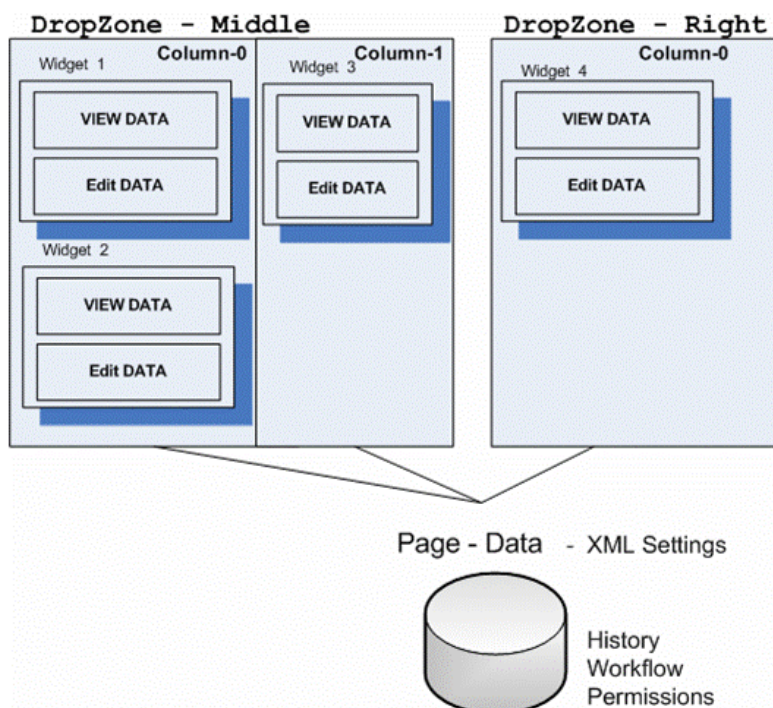 DropZone - Middle
Column-0
Widget 1
VIEW DATA
Edit DATA
Widget 2
VIEW DATA
Edit DATA
Column-1
Widget 3
VIEW DATA
Edit DATA
DropZone - Right
Column-0
Widget 4
VIEW DATA
Edit DATA
Page - Data - XML Settings
History
Workflow
Permissions